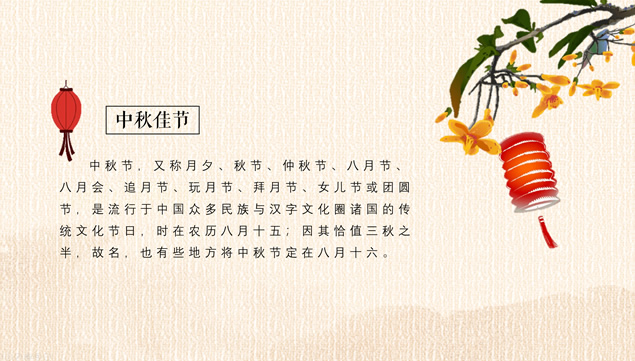 中秋佳节
中秋节，又称月夕、秋节、仲秋节、八月节、
八月会、追月节、玩月节、拜月节、女儿节或团圆
节，是流行于中国众多民族与汉字文化圈诸国的传
统文化节日，时在农历八月十五；因其恰值三秋之
半，故名，也有些地方将中秋节定在八月十六。